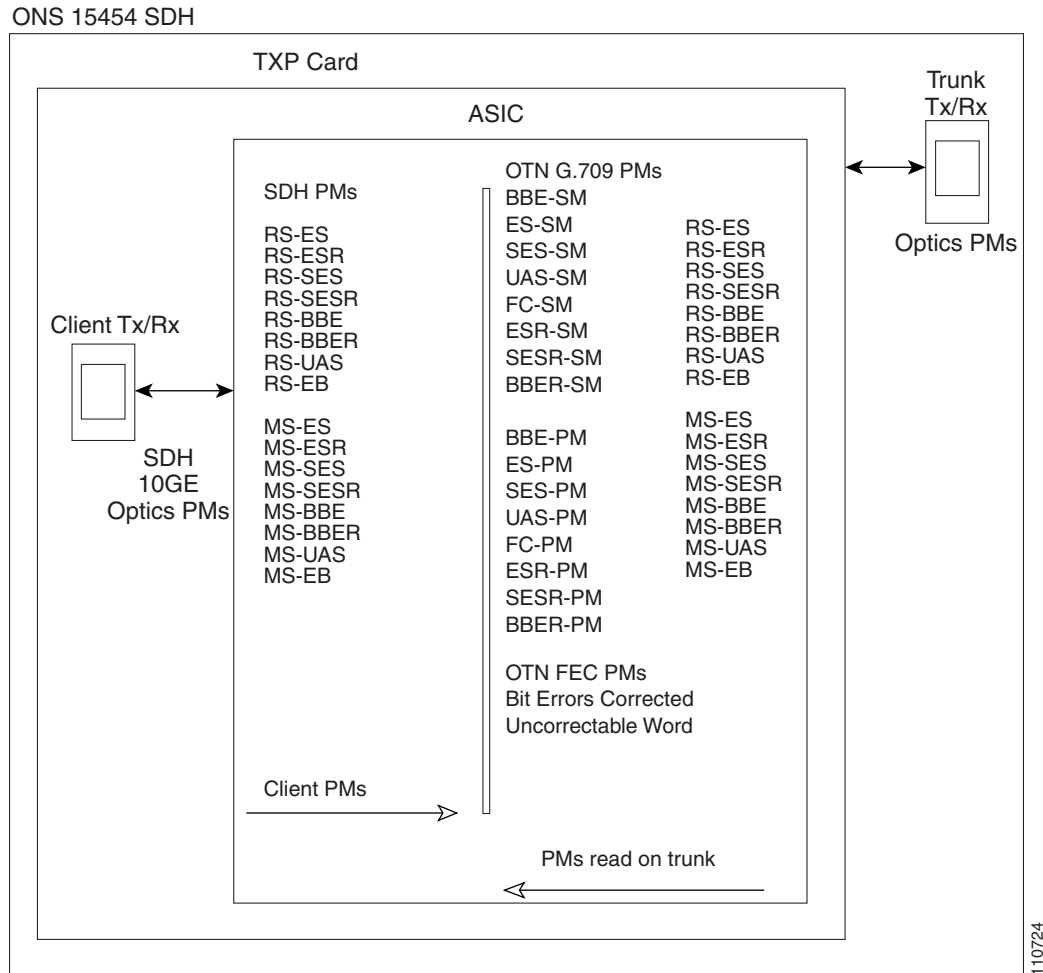 ONS 15454 SDH
TXP Card
ASIC
Trunk
Tx/Rx
Optics PMs
Client Tx/Rx
SDH
10GE
Optics PMs
SDH PMs
RS-ES
RS-ESR
RS-SES
RS-SESR
RS-BBE
RS-BBER
RS-UAS
RS-EB
MS-ES
MS-ESR
MS-SES
MS-SESR
MS-BBE
MS-BBER
MS-UAS
MS-EB
OTN G.709 PMs
BBE-SM
ES-SM
SES-SM
UAS-SM
FC-SM
ESR-SM
SESR-SM
BBER-SM
BBE-PM
ES-PM
SES-PM
UAS-PM
FC-PM
ESR-PM
SESR-PM
BBER-PM
OTN FEC PMs
Bit Errors Corrected
Uncorrectable Word
RS-ES
RS-ESR
RS-SES
RS-SESR
RS-BBE
RS-BBER
RS-UAS
RS-EB
MS-ES
MS-ESR
MS-SES
MS-SESR
MS-BBE
MS-BBER
MS-UAS
MS-EB
Client PMs
PMs read on trunk
110724